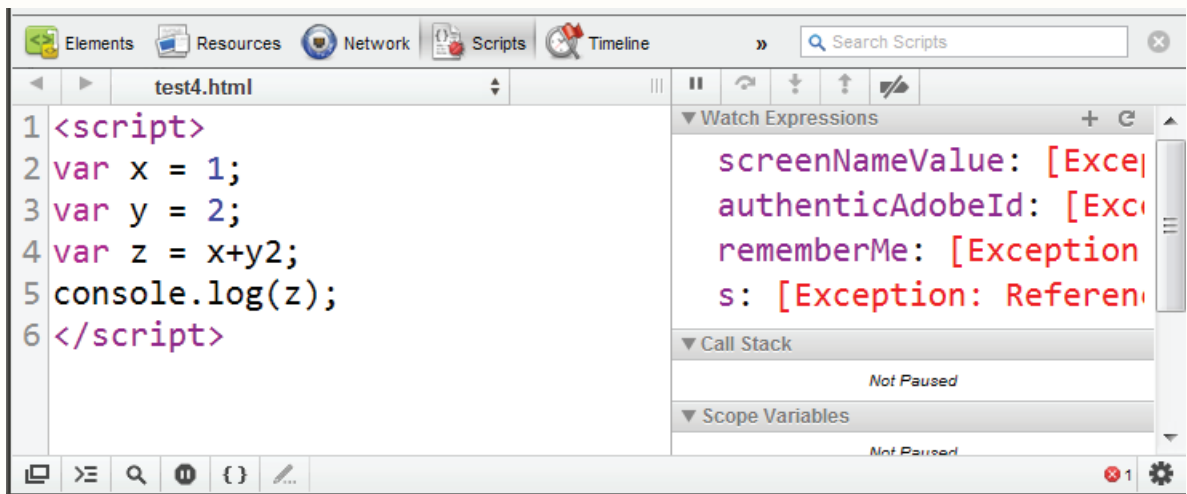 Elements Resources Network Scripts Timeline » Search Scripts
test4.html
1 <script>
2 var x = 1;
3 var y = 2;
4 var z = x+y2;
5 console.log(z);
6 </script>
Watch Expressions
screenNameValue: [Excep
authenticAdobeId: [Exc
rememberMe: [Exception
s: [Exception: Referen
Call Stack
Not Paused
Scope Variables
Not Paused
{ } 1